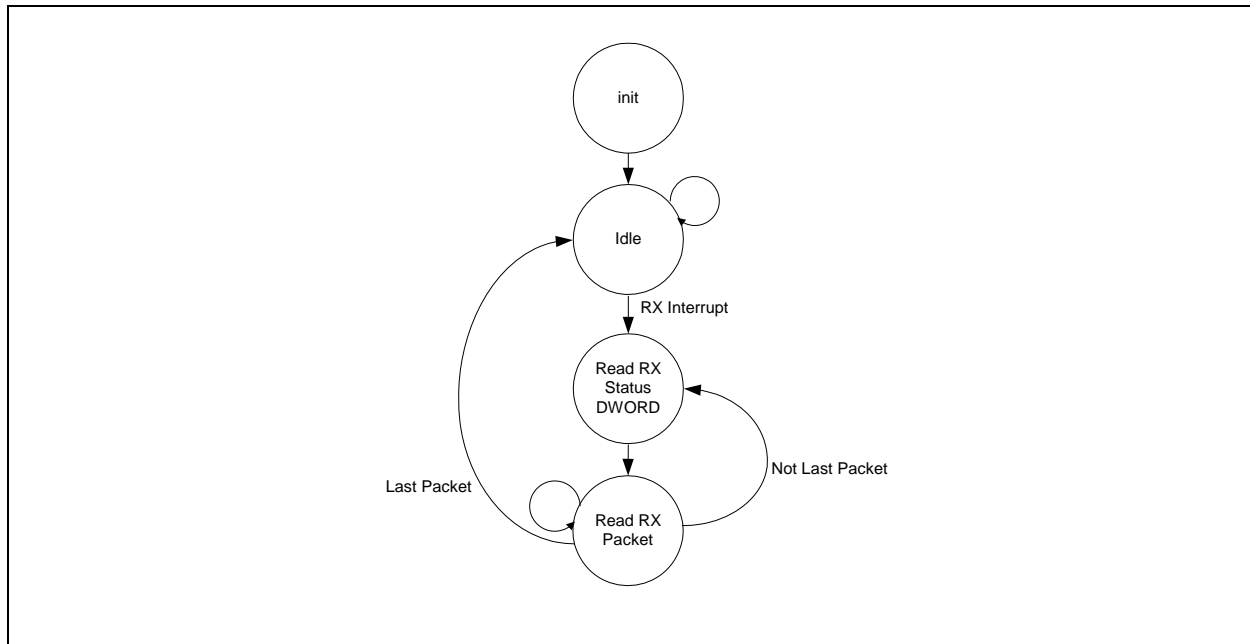 init
Idle
RX Interrupt
Read RX
Status
DWORD
Not Last Packet
Last Packet
Read RX
Packet